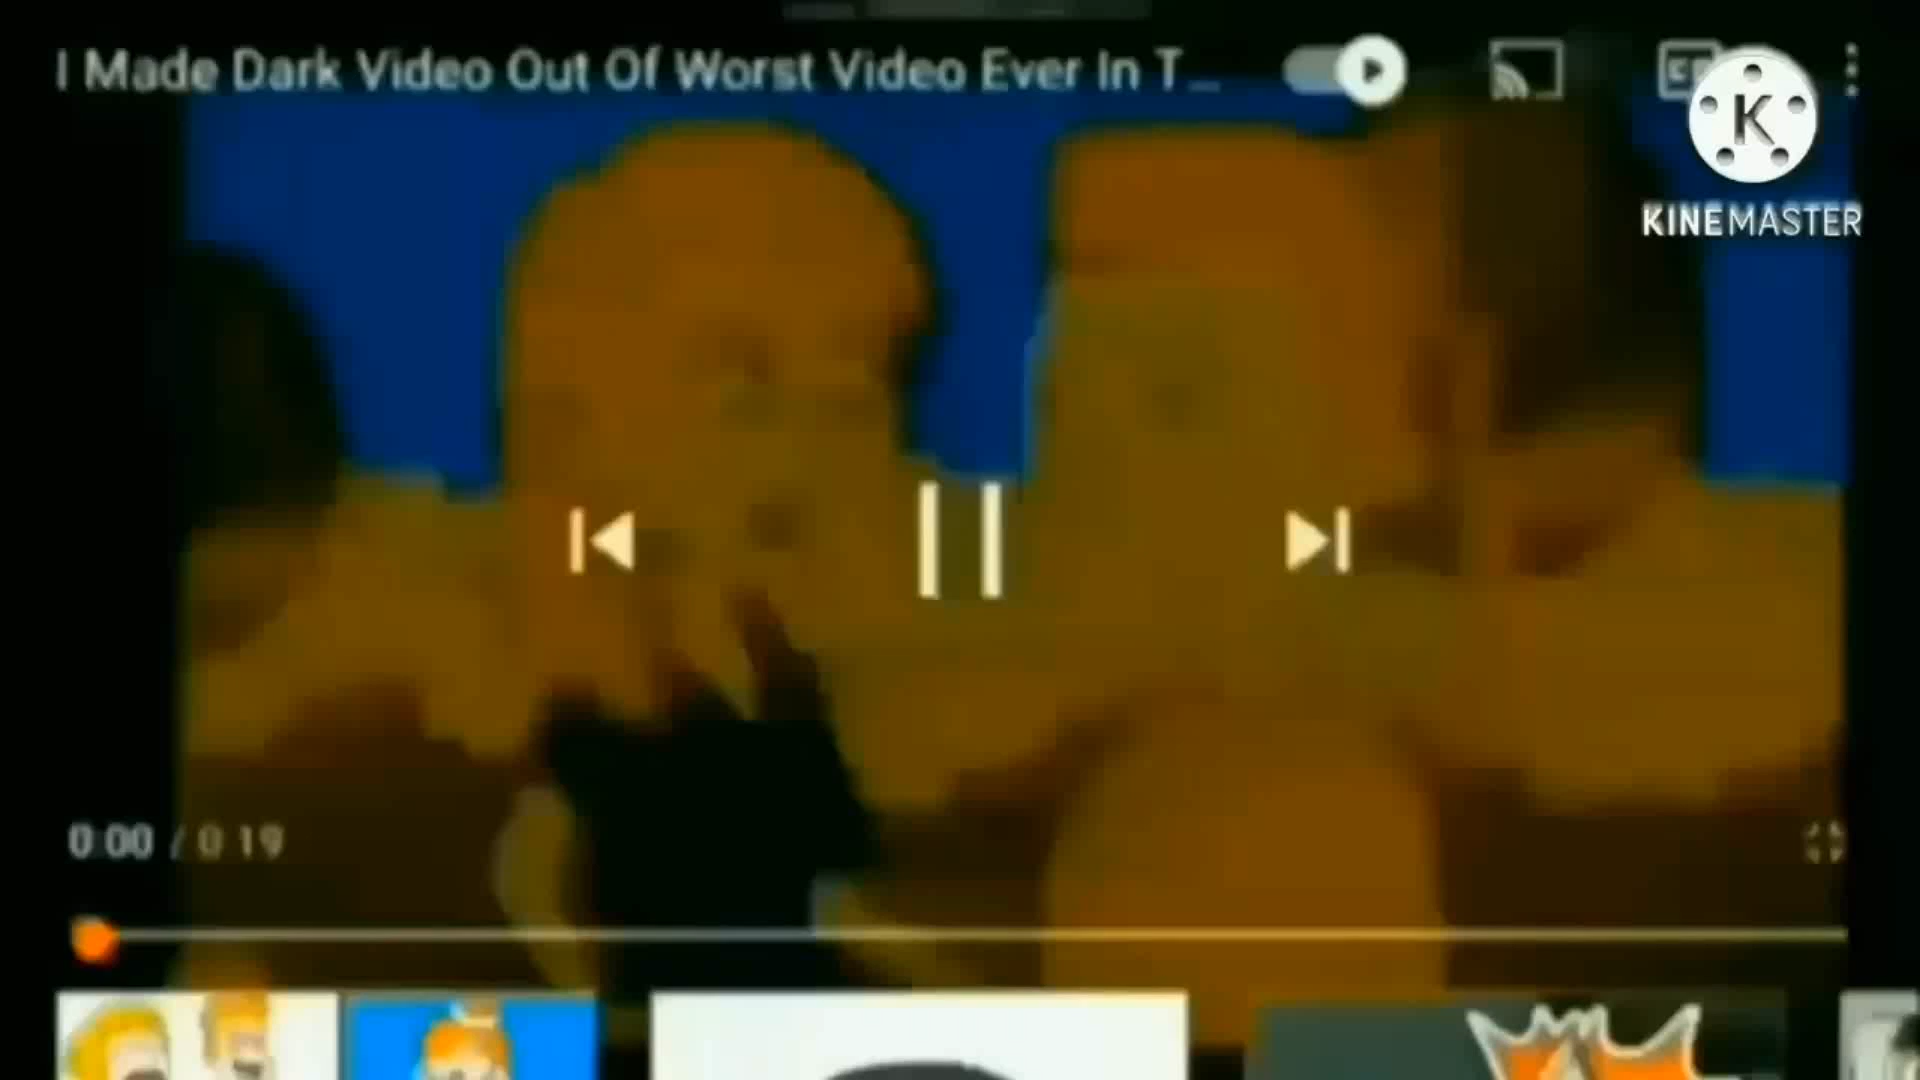 I Made Dark Video Out Of Worst Video Ever In T...
K
KINEMASTER
0:00 / 0:19